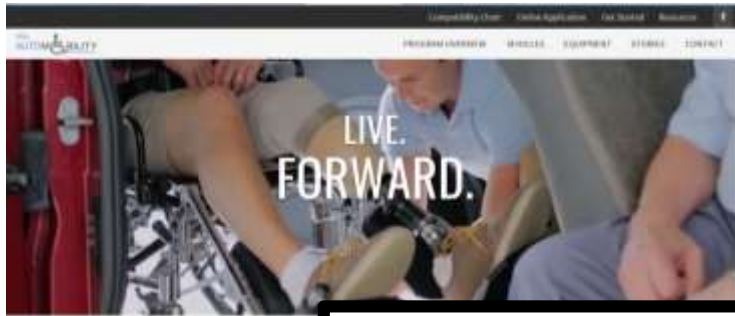 Compatibility Chart Online Application Get Started Resources f
AUTOMOBILITY
PROGRAM OVERVIEW VEHICLES EQUIPMENT STORIES CONTACT
LIVE.
FORWARD.